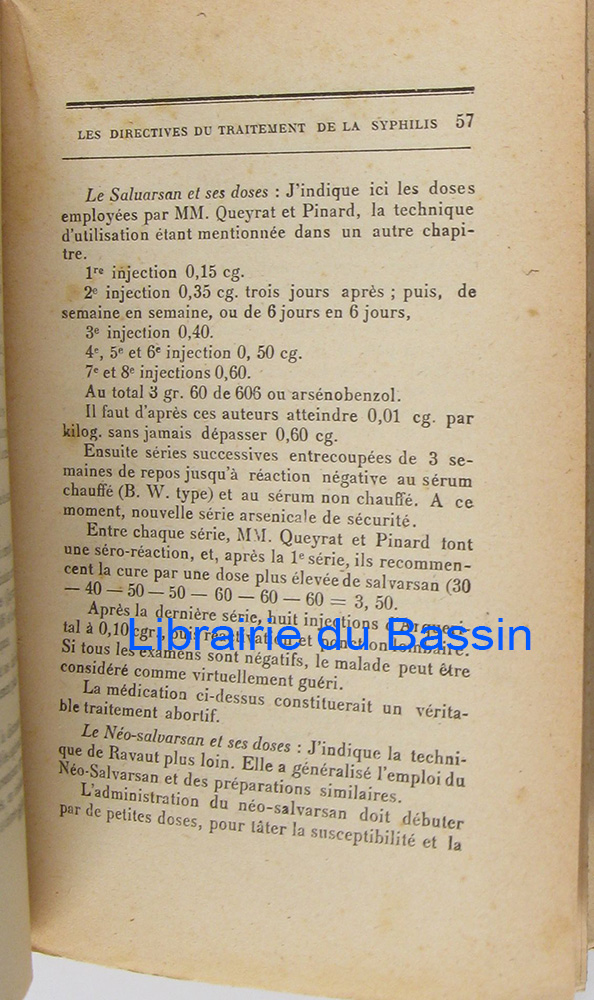 LES DIRECTIVES DU TRAITEMENT DE LA SYPHILIS 57
Le Saluarsan et ses doses : J'indique ici les doses
employées par MM. Queyrat et Pinard, la technique
d'utilisation étant mentionnée dans un autre chapi-
tre.
1re injection 0,15 cg.
2e injection 0,35 cg. trois jours après ; puis, de
semaine en semaine, ou de 6 jours en 6 jours,
3e injection 0,40.
4e, 5e et 6e injection 0, 50 cg.
7e et 8e injections 0,60.
Au total 3 gr. 60 de 606 ou arsénobenzol.
Il faut d'après ces auteurs atteindre 0,01 cg. par
kilog. sans jamais dépasser 0,60 cg.
Ensuite séries successives entrecoupées de 3 se-
maines de repos jusqu'à réaction négative au sérum
chauffé (B. W. type) et au sérum non chauffé. A ce
moment, nouvelle série arsenicale de sécurité.
Entre chaque série, MM. Queyrat et Pinard tont
une séro-réaction, et, après la 1e série, ils recommen-
cent la cure par une dose plus élevée de salvarsan (30
— 40 — 50 — 50 — 60 — 60 — 60 = 3, 50.
Après la dernière série, huit injections
tal à 0,10 cgr., puis réactivation et lombaire.
Librairie du Bassin
Si tous les examens sont négatifs, le malade peut être
considéré comme virtuellement guéri.
La médication ci-dessus constituerait un vérita-
ble traitement abortif.
Le Néo-salvarsan et ses doses : J'indique la techni-
que de Ravaut plus loin. Elle a généralisé l'emploi du
Néo-Salvarsan et des préparations similaires.
L'administration du néo-salvarsan doit débuter
par de petites doses, pour tâter la susceptibilité et la